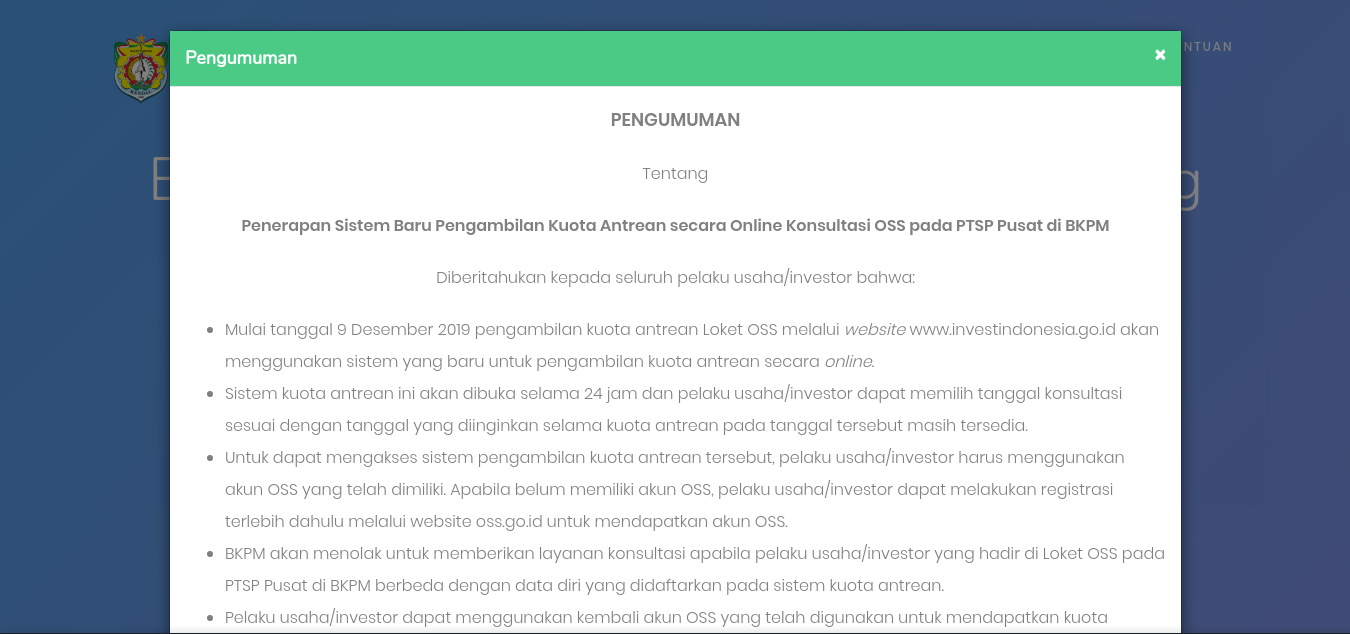 Pengumuman
NTUAN
PENGUMUMAN
Tentang
Penerapan Sistem Baru Pengambilan Kuota Antrean secara Online Konsultasi OSS pada PTSP Pusat di BKPM
Diberitahukan kepada seluruh pelaku usaha/investor bahwa:
Mulai tanggal 9 Desember 2019 pengambilan kuota antrean Loket OSS melalui website www.investindonesia.go.id akan
menggunakan sistem yang baru untuk pengambilan kuota antrean secara online.
Sistem kuota antrean ini akan dibuka selama 24 jam dan pelaku usaha/investor dapat memilih tanggal konsultasi
sesuai dengan tanggal yang diinginkan selama kuota antrean pada tanggal tersebut masih tersedia.
Untuk dapat mengakses sistem pengambilan kuota antrean tersebut, pelaku usaha/investor harus menggunakan
akun OSS yang telah dimiliki. Apabila belum memiliki akun OSS, pelaku usaha/investor dapat melakukan registrasi
terlebih dahulu melalui website oss.go.id untuk mendapatkan akun OSS.
BKPM akan menolak untuk memberikan layanan konsultasi apabila pelaku usaha/investor yang hadir di Loket OSS pada
PTSP Pusat di BKPM berbeda dengan data diri yang didaftarkan pada sistem kuota antrean.
Pelaku usaha/investor dapat menggunakan kembali akun OSS yang telah digunakan untuk mendapatkan kuota